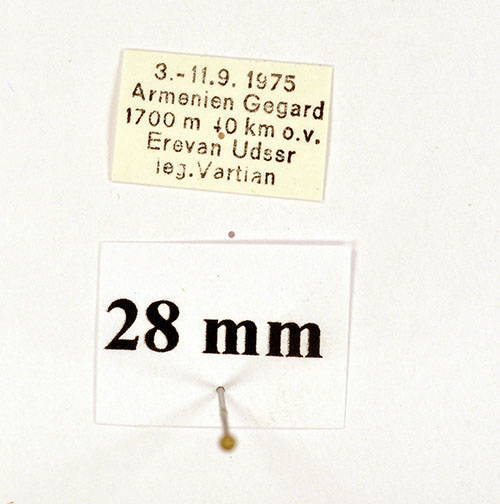 3.-11.9. 1975
Armenien Gegard
1700 m 40 km o.v.
Erevan Udssr
leg. Vartian
28 mm